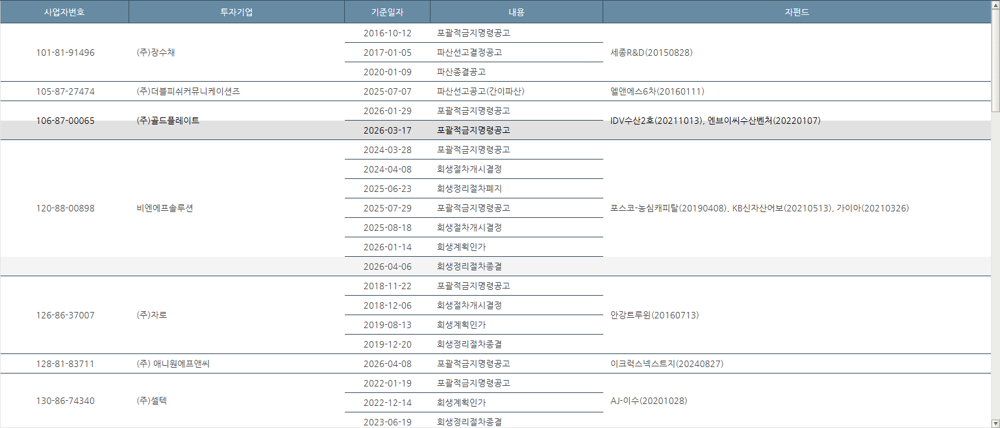 사업자번호 투자기업 기준일자 내용 자펀드
2016-10-12 포괄적금지명령공고
101-81-91496 (주)장수채 2017-01-05 파산선고결정공고 세종R&D(20150828)
2020-01-09 파산종결공고
105-87-27474 (주)더블피쉬커뮤니케이션즈 2025-07-07 파산선고공고(간이파산) 엘앤에스6차(20160111)
2026-01-29 포괄적금지명령공고
106-87-00065 (주)골드플레이트 IDV수산2호(20211013), 엔브이씨수산벤처(20220107)
2026-03-17 포괄적금지명령공고
2024-03-28 포괄적금지명령공고
2024-04-08 회생절차개시결정
2025-06-23 회생정리절차폐지
120-88-00898 비엔에프솔루션 2025-07-29 포괄적금지명령공고 포스코-농심캐피탈(20190408), KB신자산어보(20210513), 가이아(20210326)
2025-08-18 회생절차개시결정
2026-01-14 회생계획인가
2026-04-06 회생정리절차종결
2018-11-22 포괄적금지명령공고
2018-12-06 회생절차개시결정
126-86-37007 (주)자로 안강트루윈(20160713)
2019-08-13 회생계획인가
2019-12-20 회생정리절차종결
128-81-83711 (주) 애니원에프앤씨 2026-04-08 포괄적금지명령공고 이크럭스넥스트지(20240827)
2022-01-19 포괄적금지명령공고
130-86-74340 (주)셀텍 2022-12-14 회생계획인가 AJ-이수(20201028)
2023-06-19 회생정리절차종결